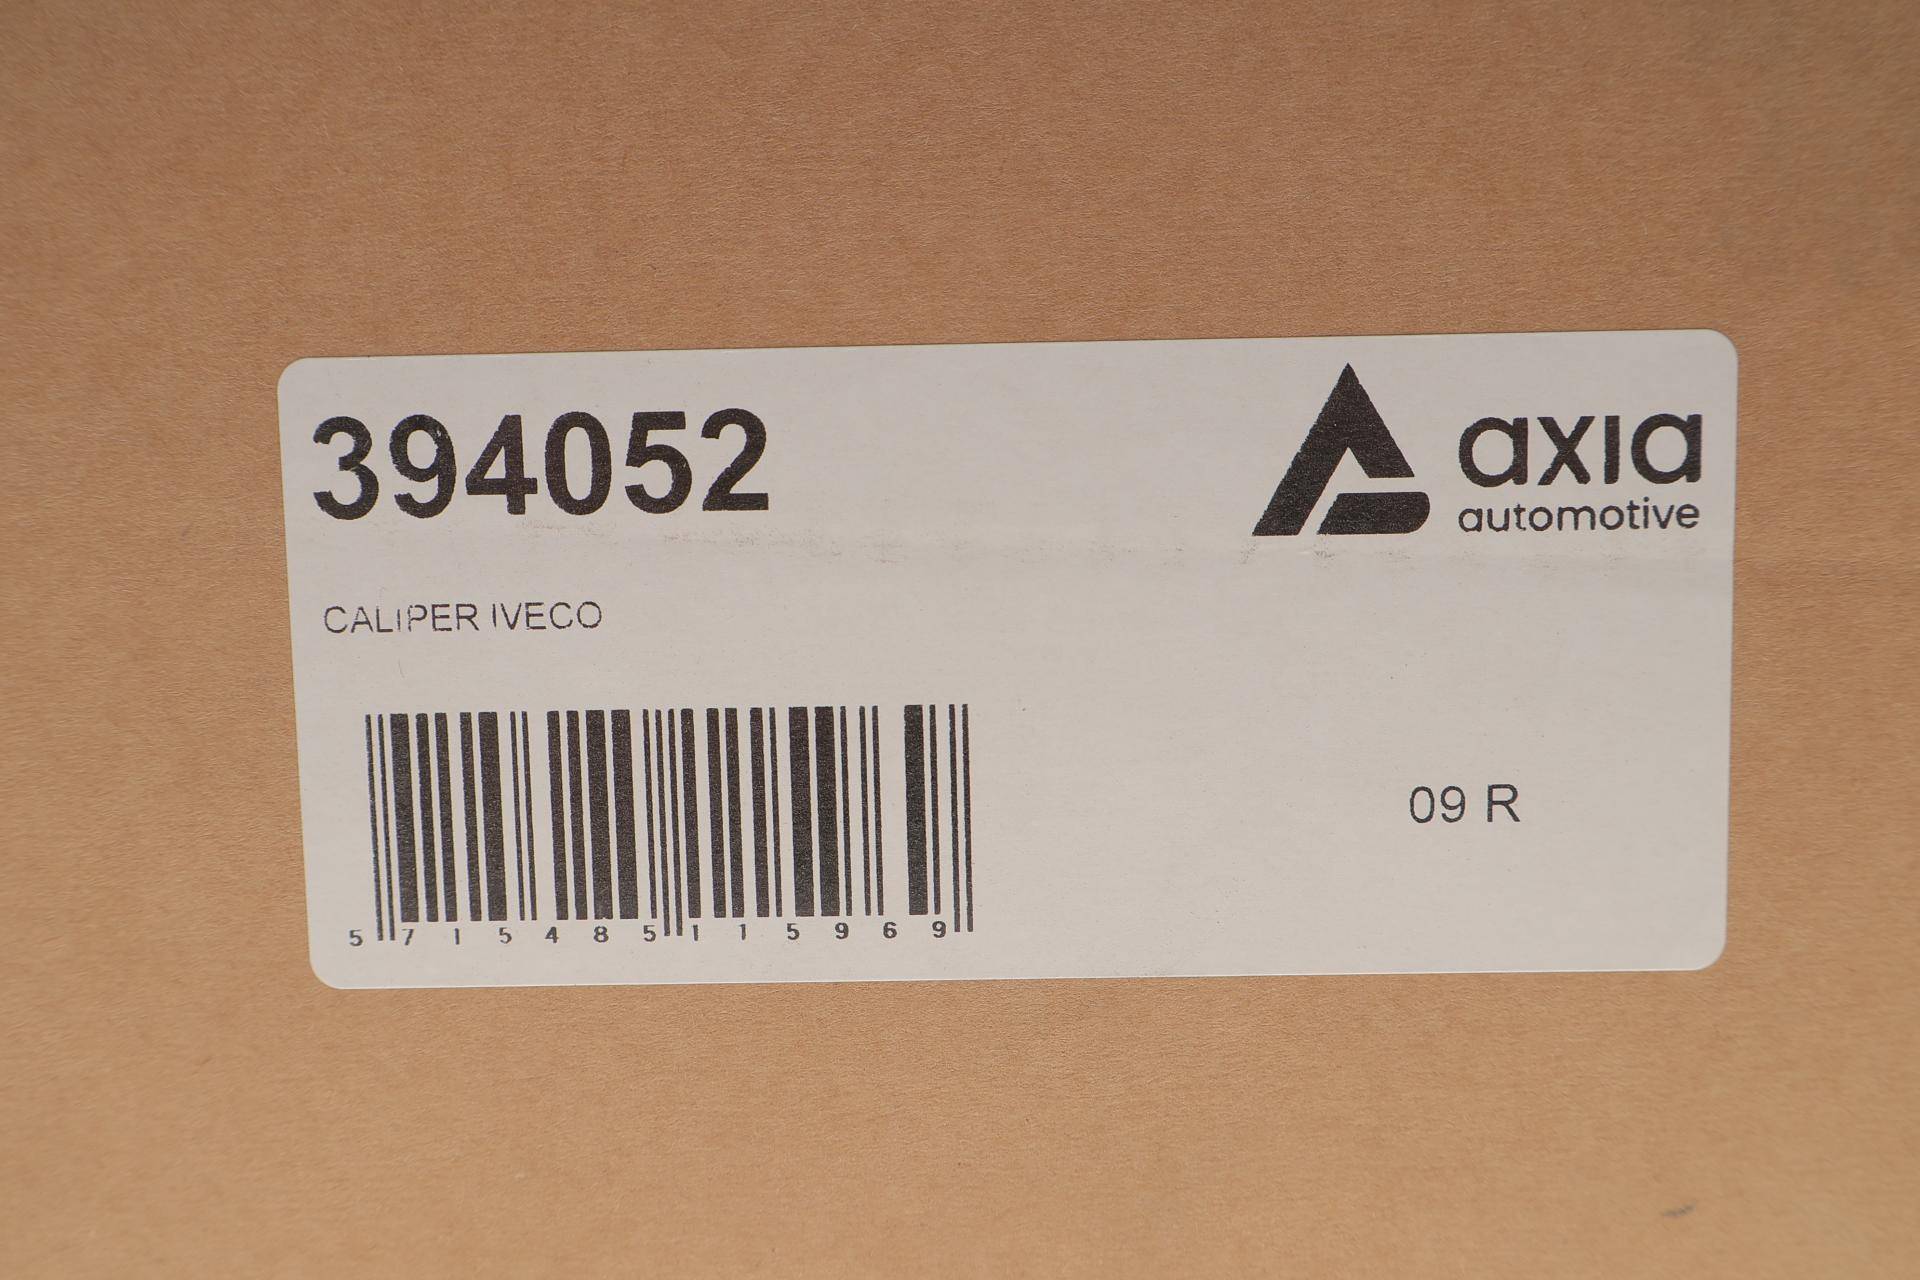 394052
axia
automotive
CALIPER IVECO
09 R
5 715485 115969